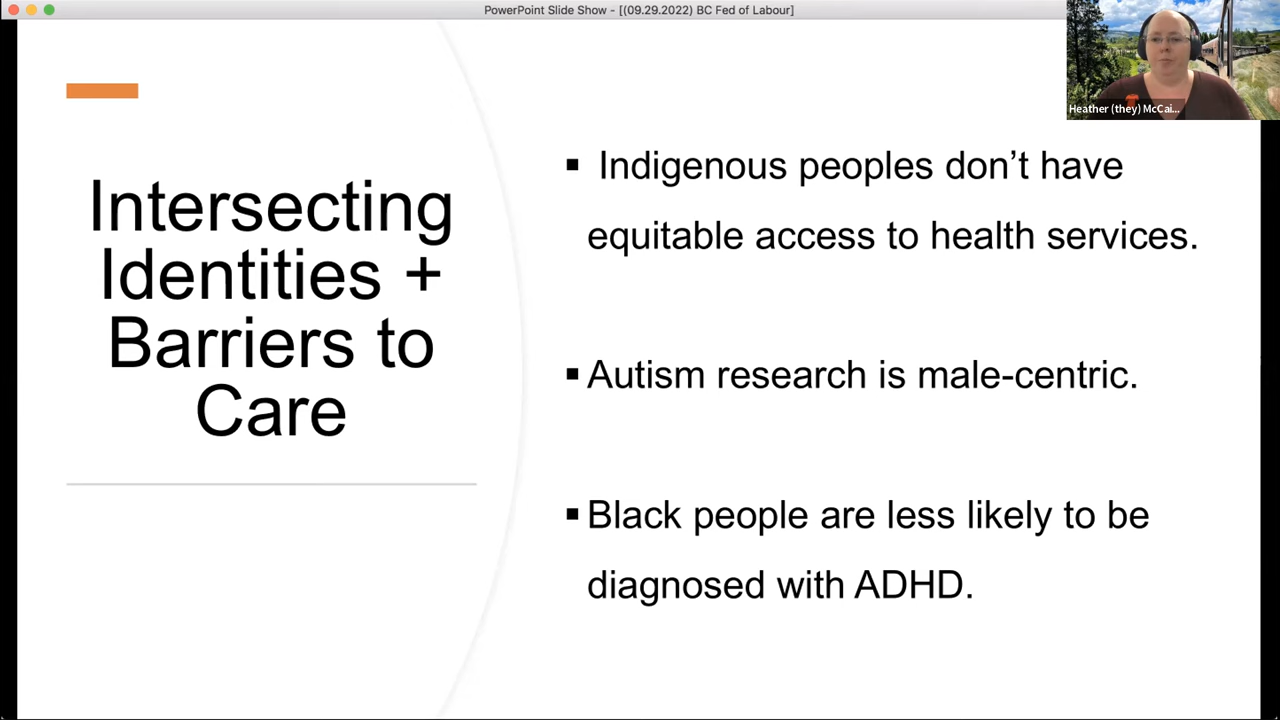 PowerPoint Slide Show - [(09.29.2022) BC Fed of Labour]
Heather (they) McCai...
Intersecting
Identities +
Barriers to
Care
▪ Indigenous peoples don’t have
equitable access to health services.
▪ Autism research is male-centric.
▪ Black people are less likely to be
diagnosed with ADHD.